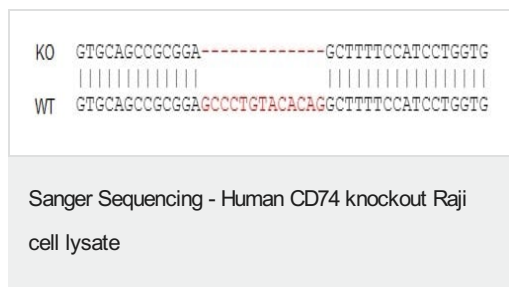 KO GTGCAGCCGCGGA-------------GCTTTTCCATCCTGGTG
||||||||||||| |||||||||||||||||
WT GTGCAGCCGCGGAGCCCTGTACACAGGCTTTTCCATCCTGGTG
Sanger Sequencing - Human CD74 knockout Raji
cell lysate